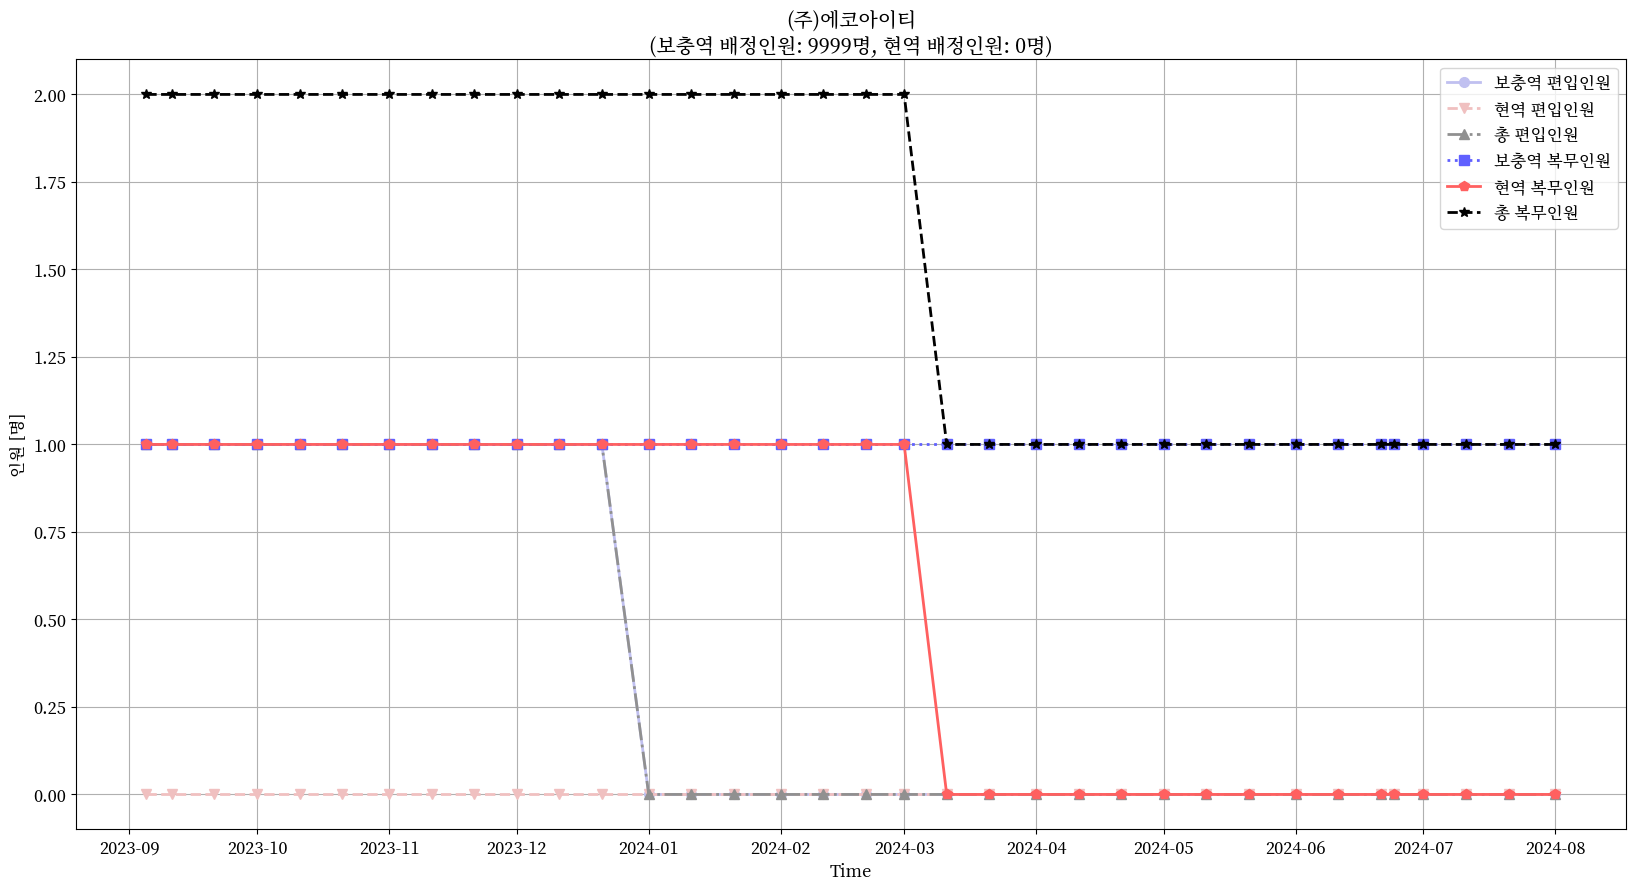 (주)에코아이티
(보충역 배정인원: 9999명, 현역 배정인원: 0명)
보충역 편입인원
현역 편입인원
총 편입인원
보충역 복무인원
현역 복무인원
총 복무인원
인원 [명]
2.00
1.75
1.50
1.25
1.00
0.75
0.50
0.25
0.00
2023-09 2023-10 2023-11 2023-12 2024-01 2024-02 2024-03 2024-04 2024-05 2024-06 2024-07 2024-08
Time